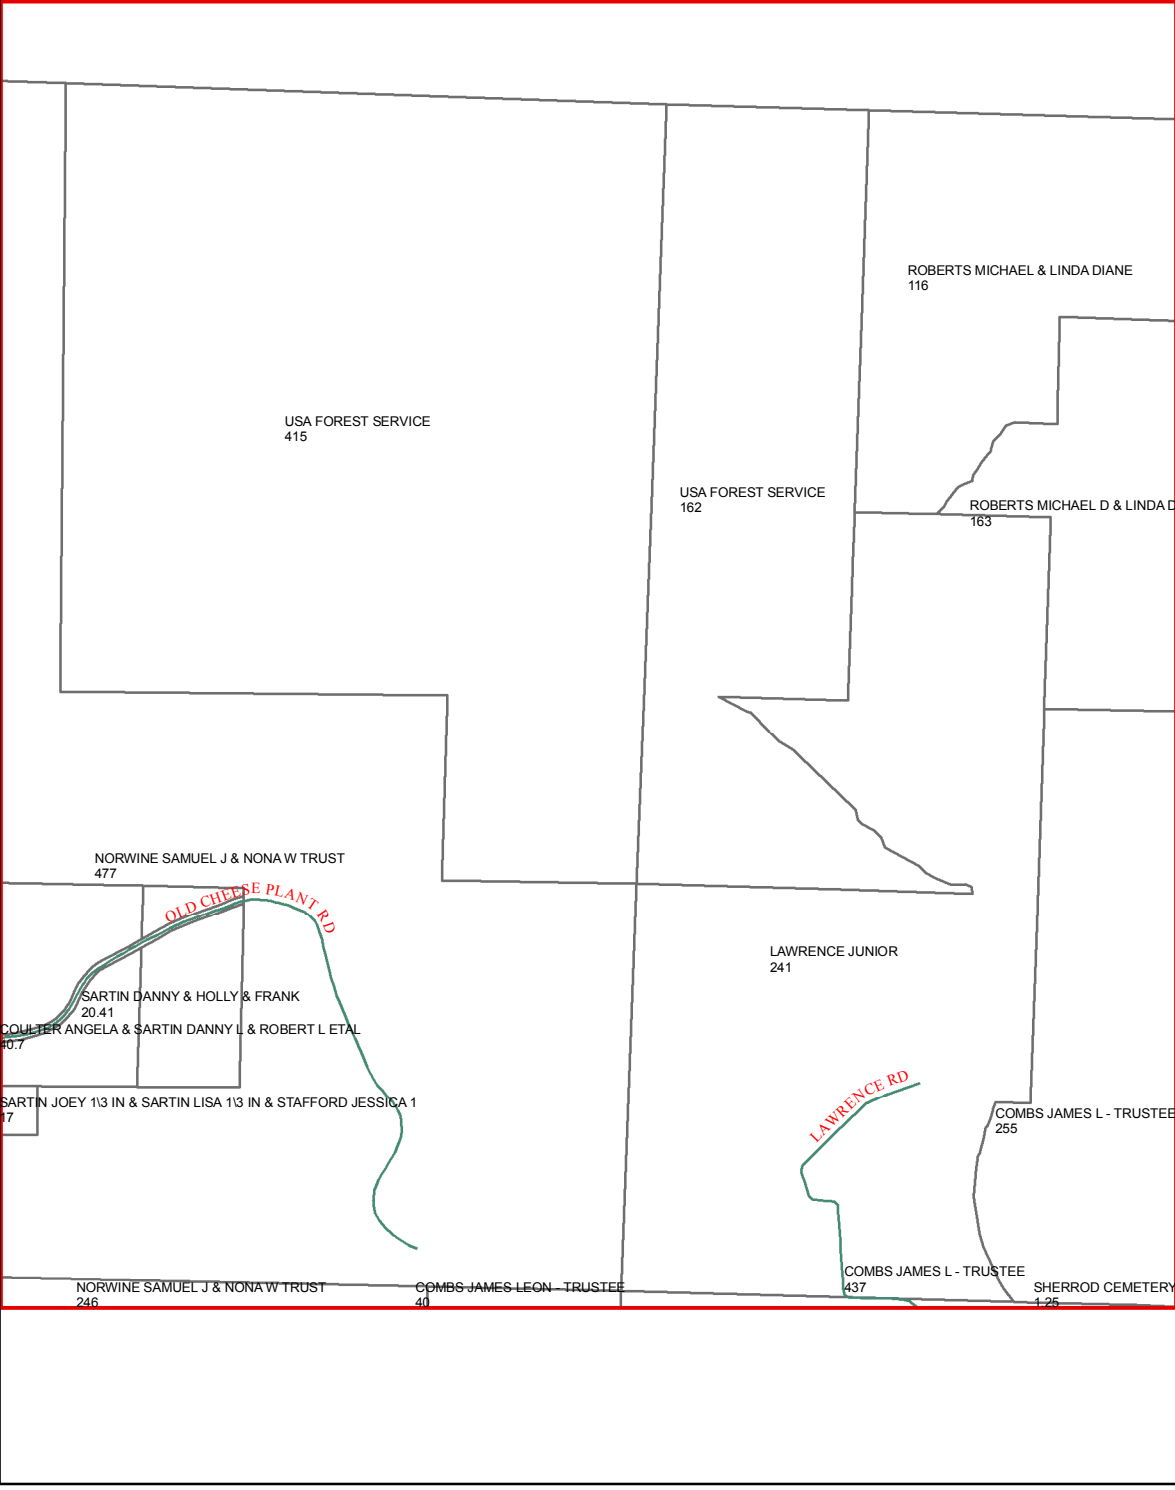 ROBERTS MICHAEL & LINDA DIANE
116
USA FOREST SERVICE
415
USA FOREST SERVICE
162
ROBERTS MICHAEL D & LINDA D
163
NORWINE SAMUEL J & NONA W TRUST
477
OLD CHEESE PLANT RD
LAWRENCE JUNIOR
241
SARTIN DANNY & HOLLY & FRANK
20.41
COULTER ANGELA & SARTIN DANNY L & ROBERT L ETAL
40.7
LAWRENCE RD
SARTIN JOEY 1\3 IN & SARTIN LISA 1\3 IN & STAFFORD JESSICA 1
17
COMBS JAMES L - TRUSTEE
255
COMBS JAMES L - TRUSTEE
437
NORWINE SAMUEL J & NONA W TRUST
246
COMBS JAMES LEON - TRUSTEE
40
SHERROD CEMETERY
1.25